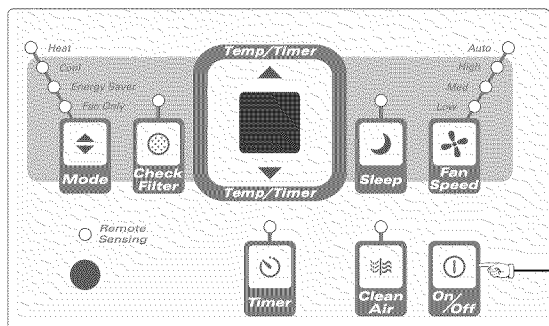 Temp/Timer
Heat
Cool
Energy Saver
Fan Only
Auto
High
Med
Low
Mode
Check
Filter
Temp/Timer
Sleep
Fan
Speed
Remote
Sensing
Timer
Clean
Air
On/
Off